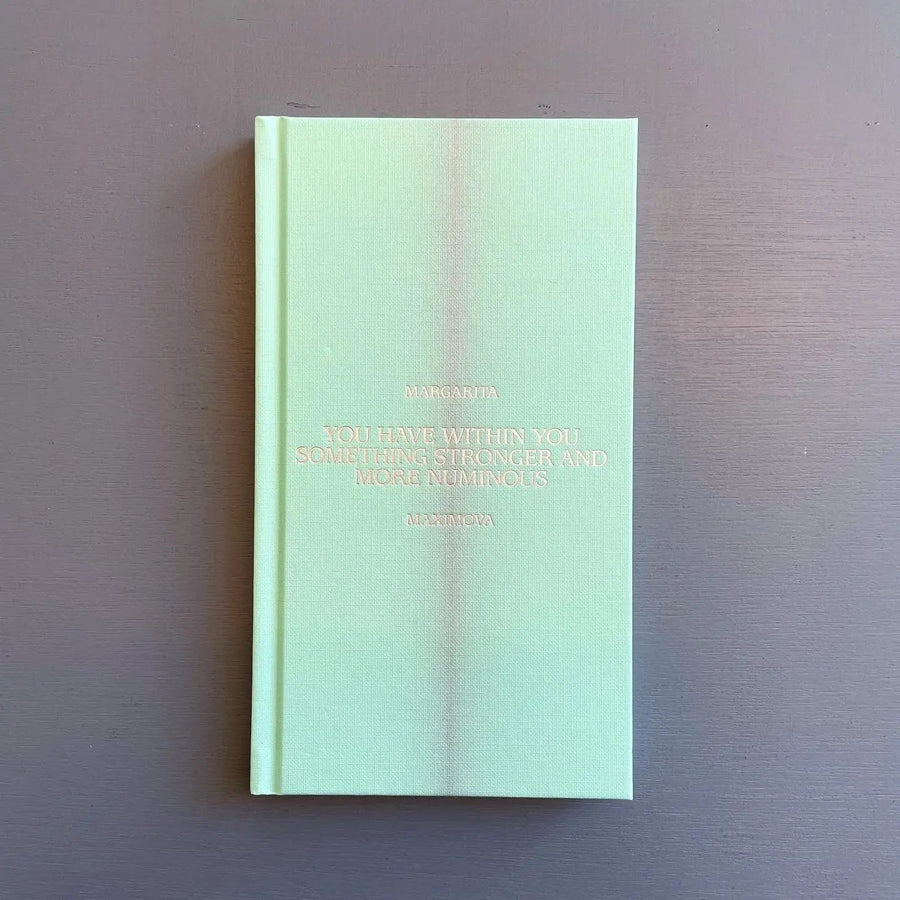 MARGARITA
YOU HAVE WITHIN YOU
SOMETHING STRONGER AND
MORE NUMINOUS
MAXIMOVA